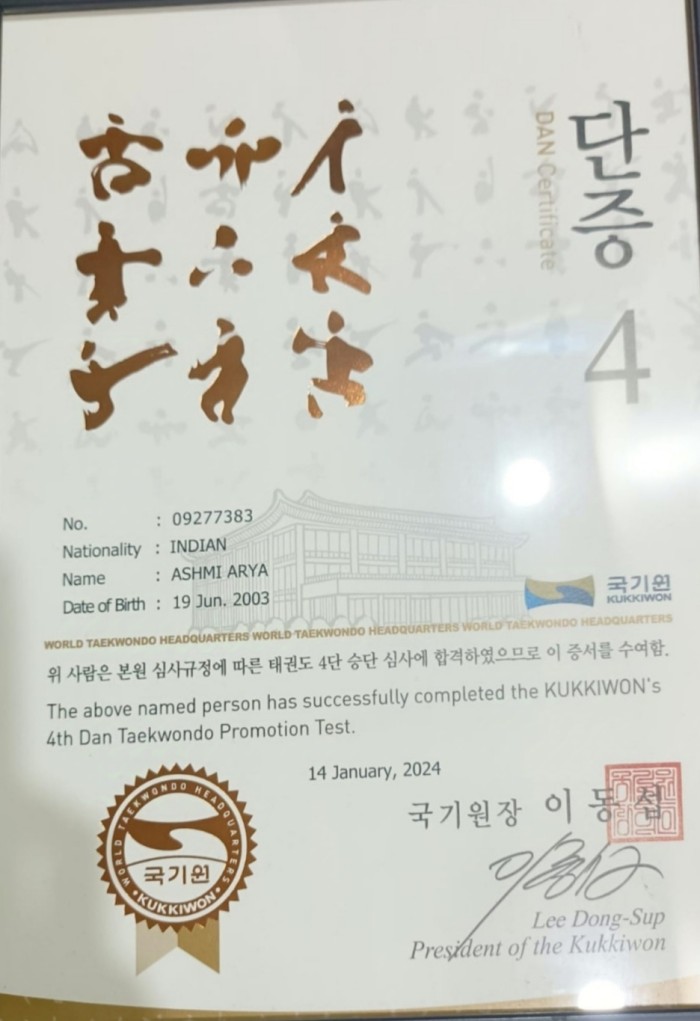 단증
DAN Certificate
4
No. : 09277383
Nationality : INDIAN
Name : ASHMI ARYA
Date of Birth : 19 Jun. 2003
국기원
KUKKIWON
WORLD TAEKWONDO HEADQUARTERS WORLD TAEKWONDO HEADQUARTERS WORLD TAEKWONDO HEADQUARTERS
위 사람은 본원 심사규정에 따른 태권도 4단 승단 심사에 합격하였으므로 이 증서를 수여함.
The above named person has successfully completed the KUKKIWON's
4th Dan Taekwondo Promotion Test.
14 January, 2024
국기원장 이동섭
WORLD TAEKWONDO HEADQUARTERS
국기원
• KUKKIWON •
Lee Dong-Sup
President of the Kukkiwon